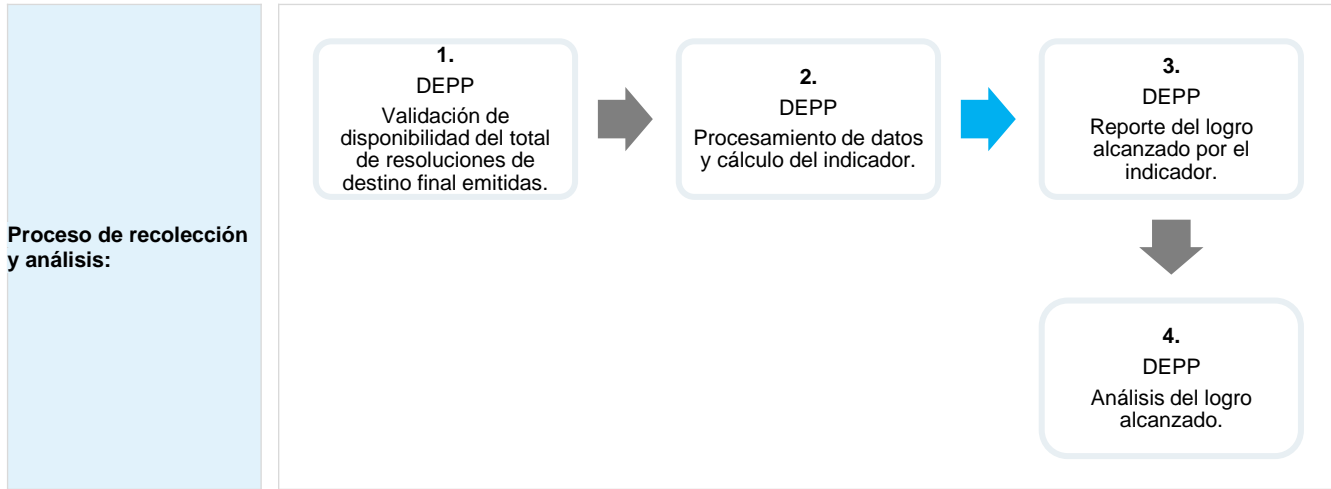 Proceso de recolección
y análisis:
1.
DEPP
Validación de
disponibilidad del total
de resoluciones de
destino final emitidas.
2.
DEPP
Procesamiento de datos
y cálculo del indicador.
3.
DEPP
Reporte del logro
alcanzado por el
indicador.
4.
DEPP
Análisis del logro
alcanzado.